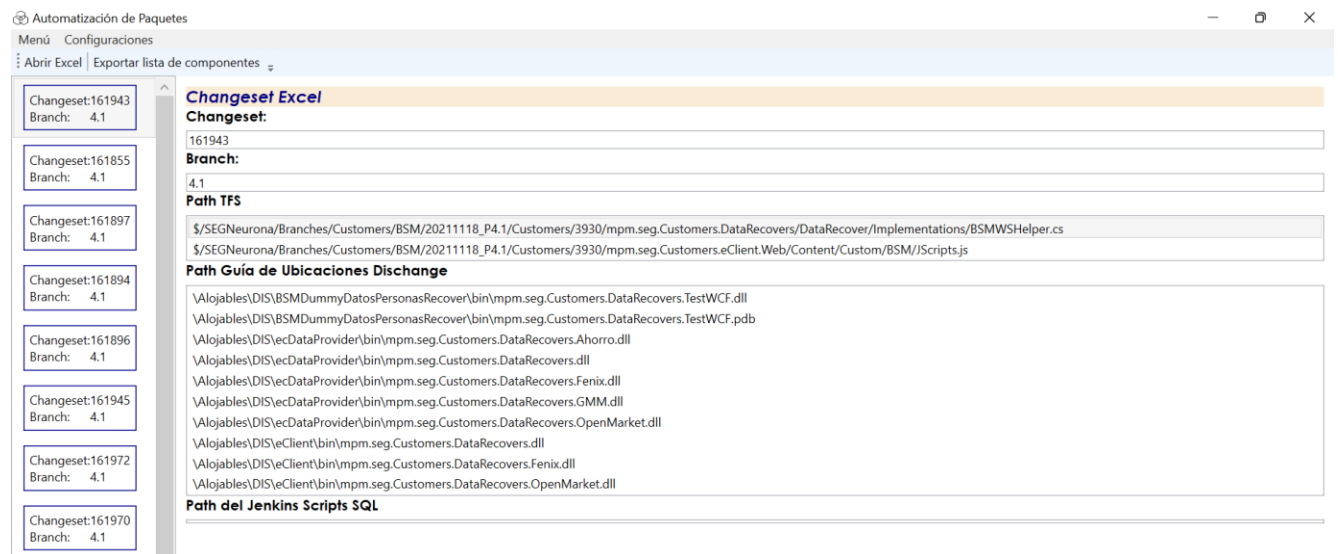 Automatización de Paquetes
Menú Configuraciones
Abrir Excel Exportar lista de componentes
Changeset:161943
Branch: 4.1
Changeset:161855
Branch: 4.1
Changeset:161897
Branch: 4.1
Changeset:161894
Branch: 4.1
Changeset:161896
Branch: 4.1
Changeset:161945
Branch: 4.1
Changeset:161972
Branch: 4.1
Changeset:161970
Branch: 4.1
Changeset Excel
Changeset:
161943
Branch:
4.1
Path TFS
$/SEGNeurona/Branches/Customers/BSM/20211118_P4.1/Customers/3930/mpm.seg.Customers.DataRecovers/DataRecover/Implementations/BSMWSHelper.cs
$/SEGNeurona/Branches/Customers/BSM/20211118_P4.1/Customers/3930/mpm.seg.Customers.eClient.Web/Content/Custom/BSM/JScripts.js
Path Guía de Ubicaciones Dischange
\Alojables\DIS\BSMDummyDatosPersonasRecover\bin\mpm.seg.Customers.DataRecovers.TestWCF.dll
\Alojables\DIS\BSMDummyDatosPersonasRecover\bin\mpm.seg.Customers.DataRecovers.TestWCF.pdb
\Alojables\DIS\ecDataProvider\bin\mpm.seg.Customers.DataRecovers.Ahorro.dll
\Alojables\DIS\ecDataProvider\bin\mpm.seg.Customers.DataRecovers.dll
\Alojables\DIS\ecDataProvider\bin\mpm.seg.Customers.DataRecovers.Fenix.dll
\Alojables\DIS\ecDataProvider\bin\mpm.seg.Customers.DataRecovers.GMM.dll
\Alojables\DIS\ecDataProvider\bin\mpm.seg.Customers.DataRecovers.OpenMarket.dll
\Alojables\DIS\eClient\bin\mpm.seg.Customers.DataRecovers.dll
\Alojables\DIS\eClient\bin\mpm.seg.Customers.DataRecovers.Fenix.dll
\Alojables\DIS\eClient\bin\mpm.seg.Customers.DataRecovers.OpenMarket.dll
Path del Jenkins Scripts SQL